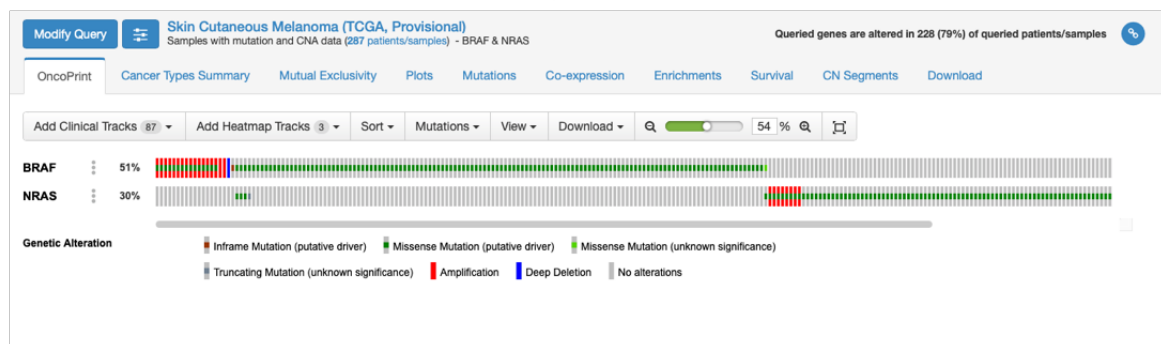 Modify Query
Skin Cutaneous Melanoma (TCGA, Provisional)
Samples with mutation and CNA data (287 patients/samples) - BRAF & NRAS
Queried genes are altered in 228 (79%) of queried patients/samples
OncoPrint Cancer Types Summary Mutual Exclusivity Plots Mutations Co-expression Enrichments Survival CN Segments Download
Add Clinical Tracks 87 Add Heatmap Tracks 3 Sort Mutations View Download 54 %
BRAF 51%
NRAS 30%
Genetic Alteration Inframe Mutation (putative driver) Missense Mutation (putative driver) Missense Mutation (unknown significance)
Truncating Mutation (unknown significance) Amplification Deep Deletion No alterations